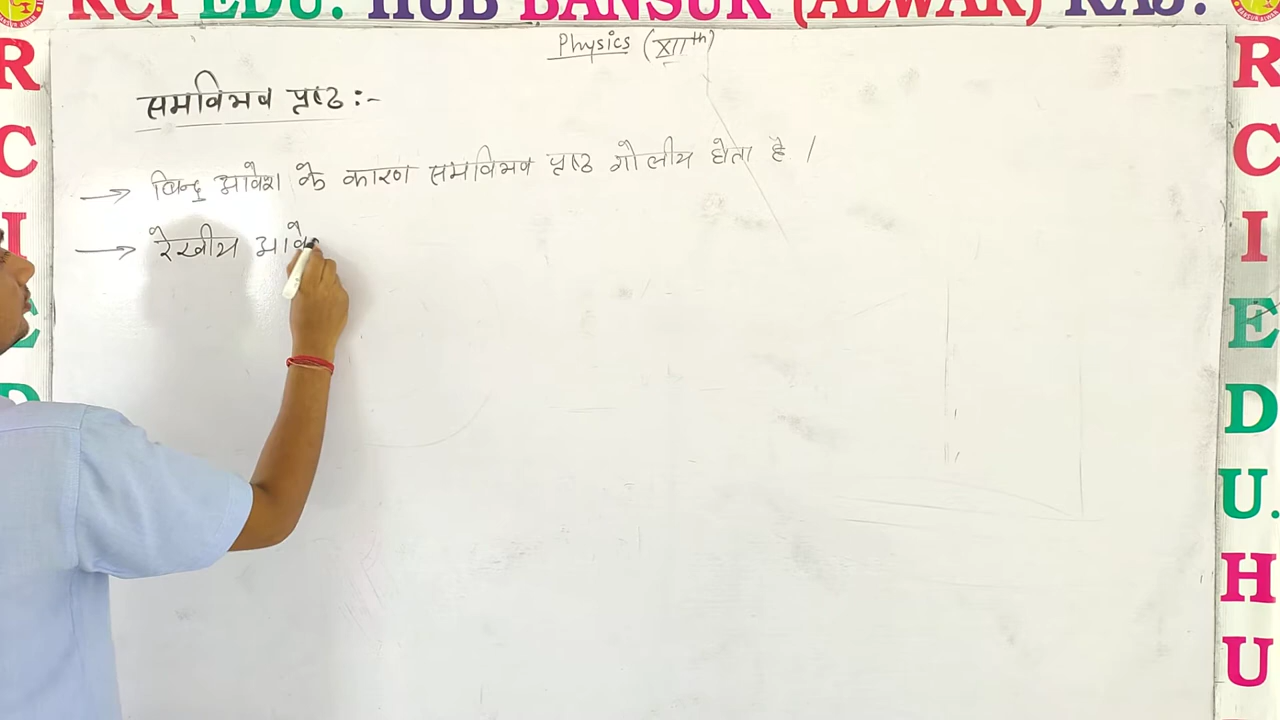 RCI EDU. HUB BANSUR (ALWAR) RAJ.
Physics (XIIth)
समविभव पृष्ठ :-
→ बिन्दु आवेश के कारण समविभव पृष्ठ गोलीय होता है ।
→ रेखीय आवे
R
C
I
E
D
R
C
I
E
D
U.
H
U